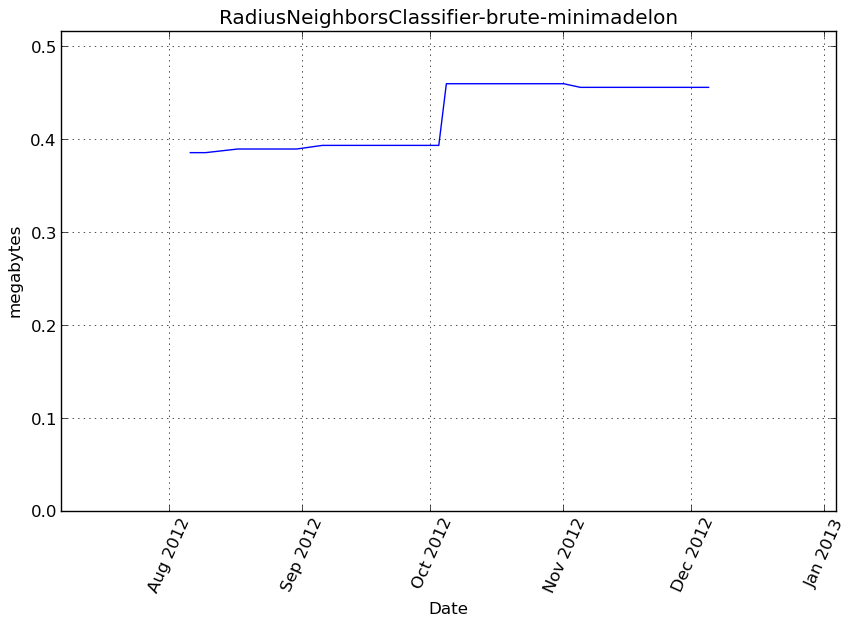 RadiusNeighborsClassifier-brute-minimadelon
0.5
0.4
0.3
0.2
0.1
0.0
megabytes
Aug 2012
Sep 2012
Oct 2012
Nov 2012
Dec 2012
Jan 2013
Date